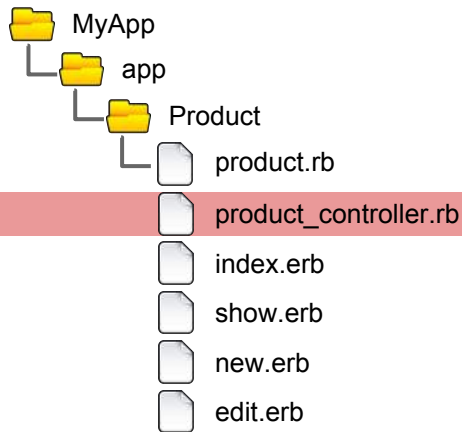 MyApp
app
Product
product.rb
product_controller.rb
index.erb
show.erb
new.erb
edit.erb